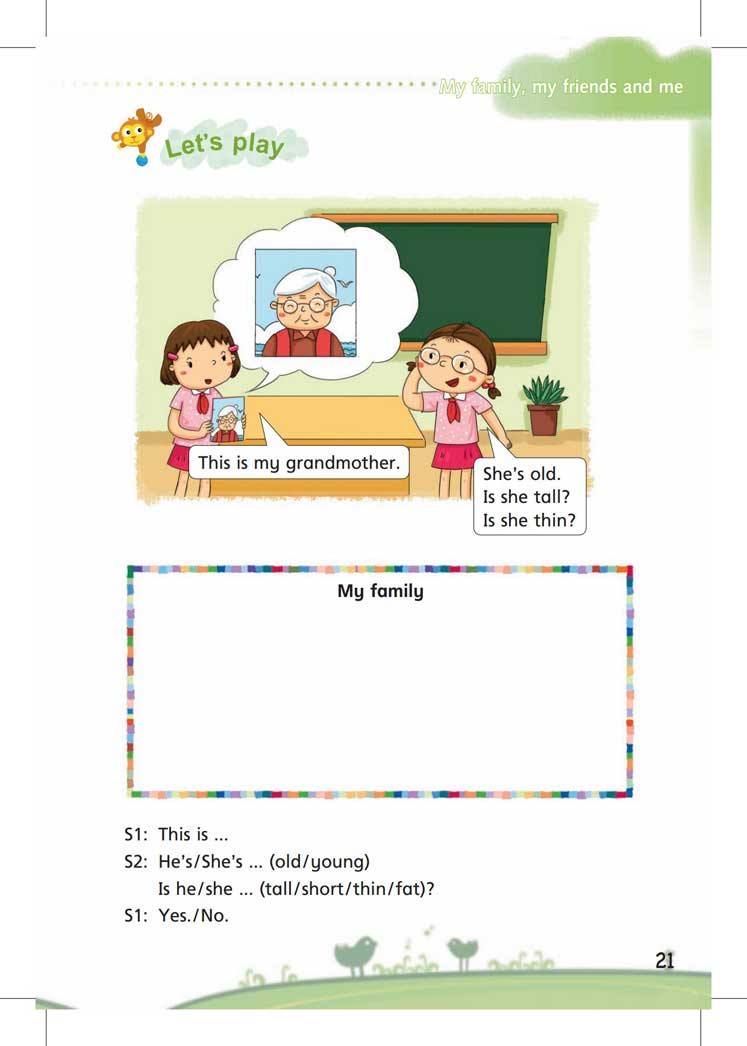 My family, my friends and me
Let's play
This is my grandmother.
She's old.
Is she tall?
Is she thin?
My family
S1: This is ...
S2: He's/She's ... (old/young)
Is he/she ... (tall/short/thin/fat)?
S1: Yes./No.
21